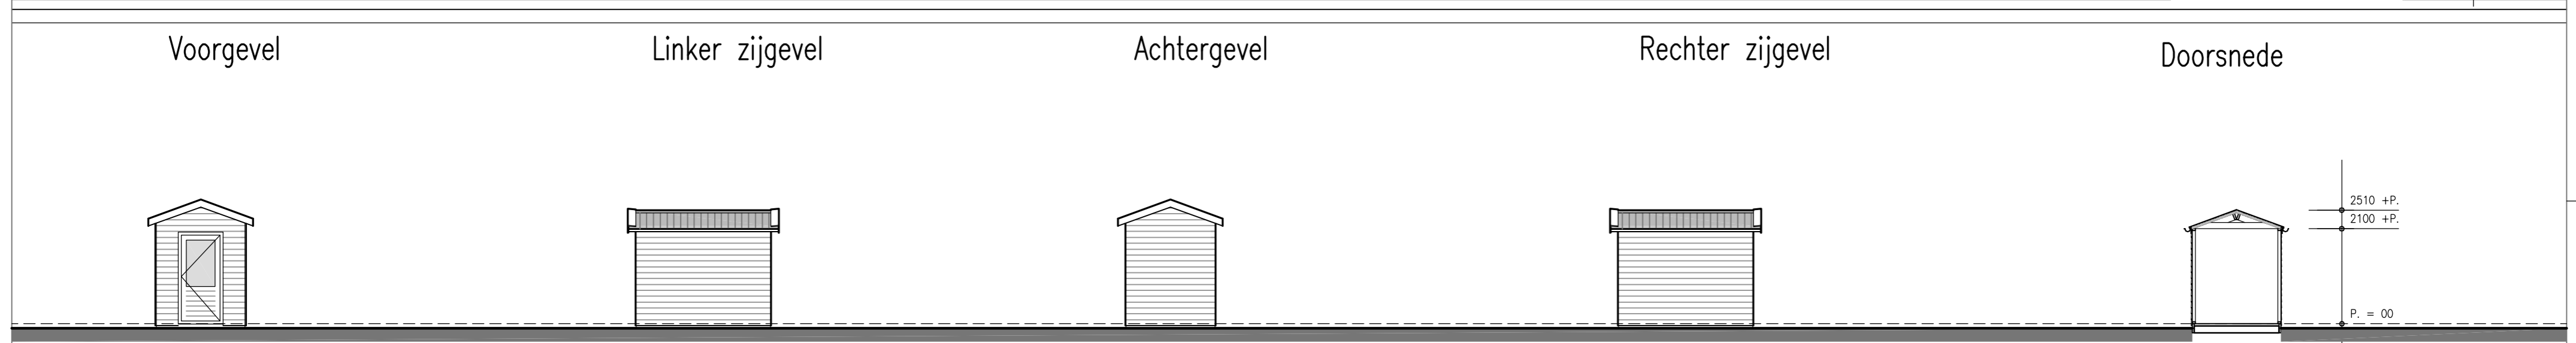 Voorgevel
Linker zijgevel
Achtergevel
Rechter zijgevel
Doorsnede
2510 +P.
2100 +P.
P. = 00